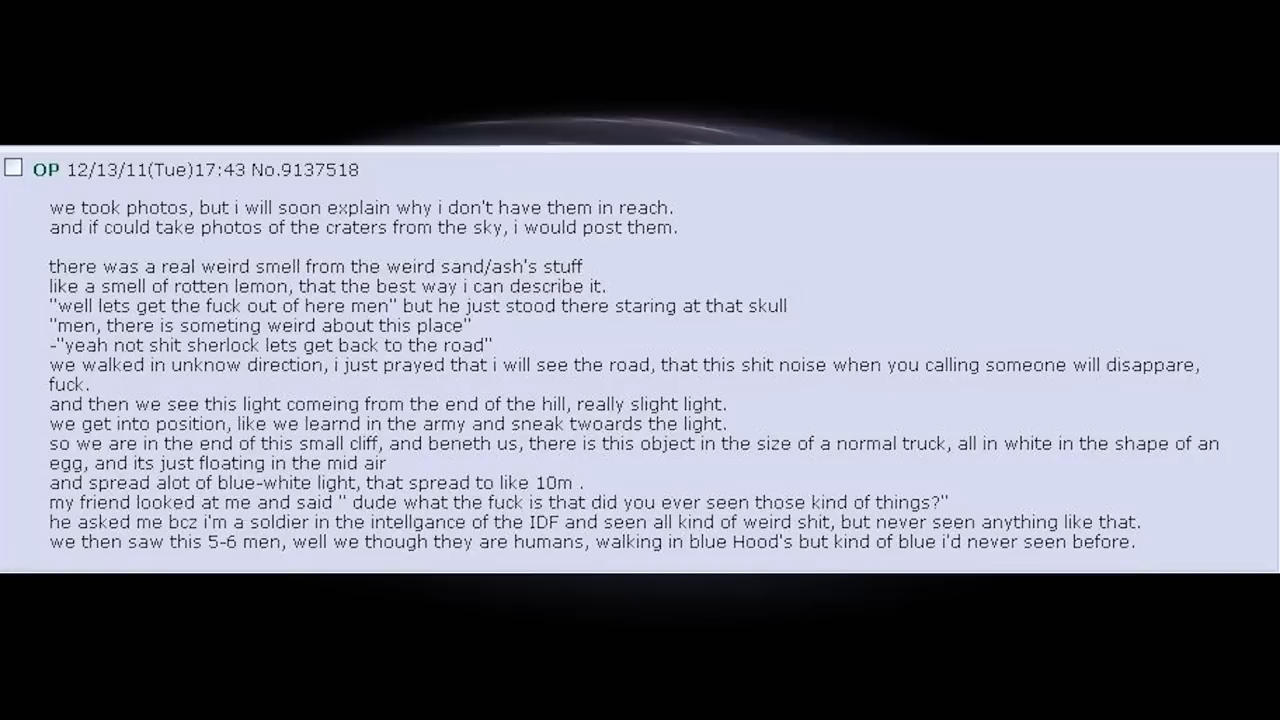 OP 12/13/11(Tue)17:43 No.9137518
we took photos, but i will soon explain why i don't have them in reach.
and if could take photos of the craters from the sky, i would post them.
there was a real weird smell from the weird sand/ash's stuff
like a smell of rotten lemon, that the best way i can describe it.
"well lets get the fuck out of here men" but he just stood there staring at that skull
"men, there is someting weird about this place"
-"yeah not shit sherlock lets get back to the road"
we walked in unknow direction, i just prayed that i will see the road, that this shit noise when you calling someone will disappare,
fuck.
and then we see this light comeing from the end of the hill, really slight light.
we get into position, like we learnd in the army and sneak twoards the light.
so we are in the end of this small cliff, and beneth us, there is this object in the size of a normal truck, all in white in the shape of an
egg, and its just floating in the mid air
and spread alot of blue-white light, that spread to like 10m .
my friend looked at me and said " dude what the fuck is that did you ever seen those kind of things?"
he asked me bcz i'm a soldier in the intellgance of the IDF and seen all kind of weird shit, but never seen anything like that.
we then saw this 5-6 men, well we though they are humans, walking in blue Hood's but kind of blue i'd never seen before.